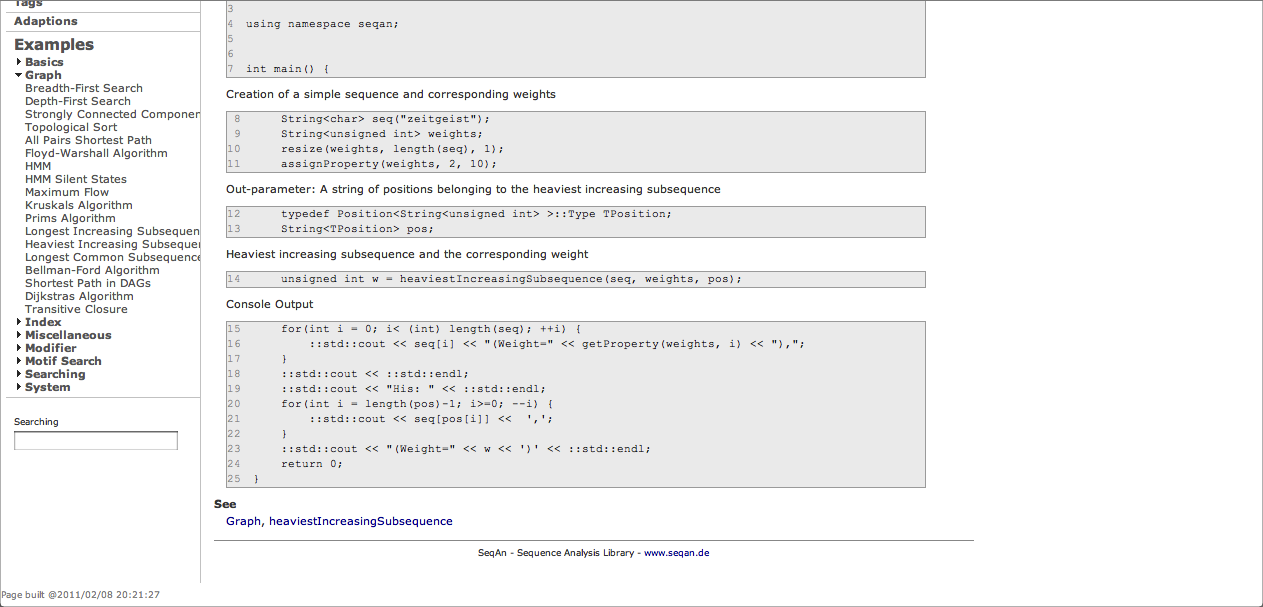 Tags
Adaptions
Examples
Basics
Graph
Breadth-First Search
Depth-First Search
Strongly Connected Componen
Topological Sort
All Pairs Shortest Path
Floyd-Warshall Algorithm
HMM
HMM Silent States
Maximum Flow
Kruskals Algorithm
Prims Algorithm
Longest Increasing Subsequen
Heaviest Increasing Subseque
Longest Common Subsequence
Bellman-Ford Algorithm
Shortest Path in DAGs
Dijkstras Algorithm
Transitive Closure
Index
Miscellaneous
Modifier
Motif Search
Searching
System
Searching
3
4 using namespace seqan;
5
6
7 int main() {
Creation of a simple sequence and corresponding weights
8 String<char> seq("zeitgeist");
9 String<unsigned int> weights;
10 resize(weights, length(seq), 1);
11 assignProperty(weights, 2, 10);
Out-parameter: A string of positions belonging to the heaviest increasing subsequence
12 typedef Position<String<unsigned int> >::Type TPosition;
13 String<TPosition> pos;
Heaviest increasing subsequence and the corresponding weight
14 unsigned int w = heaviestIncreasingSubsequence(seq, weights, pos);
Console Output
15 for(int i = 0; i< (int) length(seq); ++i) {
16 ::std::cout << seq[i] << "(Weight=" << getProperty(weights, i) << "),";
17 }
18 ::std::cout << ::std::endl;
19 ::std::cout << "His: " << ::std::endl;
20 for(int i = length(pos)-1; i>=0; --i) {
21 ::std::cout << seq[pos[i]] << ',';
22 }
23 ::std::cout << "(Weight=" << w << ')' << ::std::endl;
24 return 0;
25 }
See
Graph, heaviestIncreasingSubsequence
SeqAn - Sequence Analysis Library - www.seqan.de
Page built @2011/02/08 20:21:27